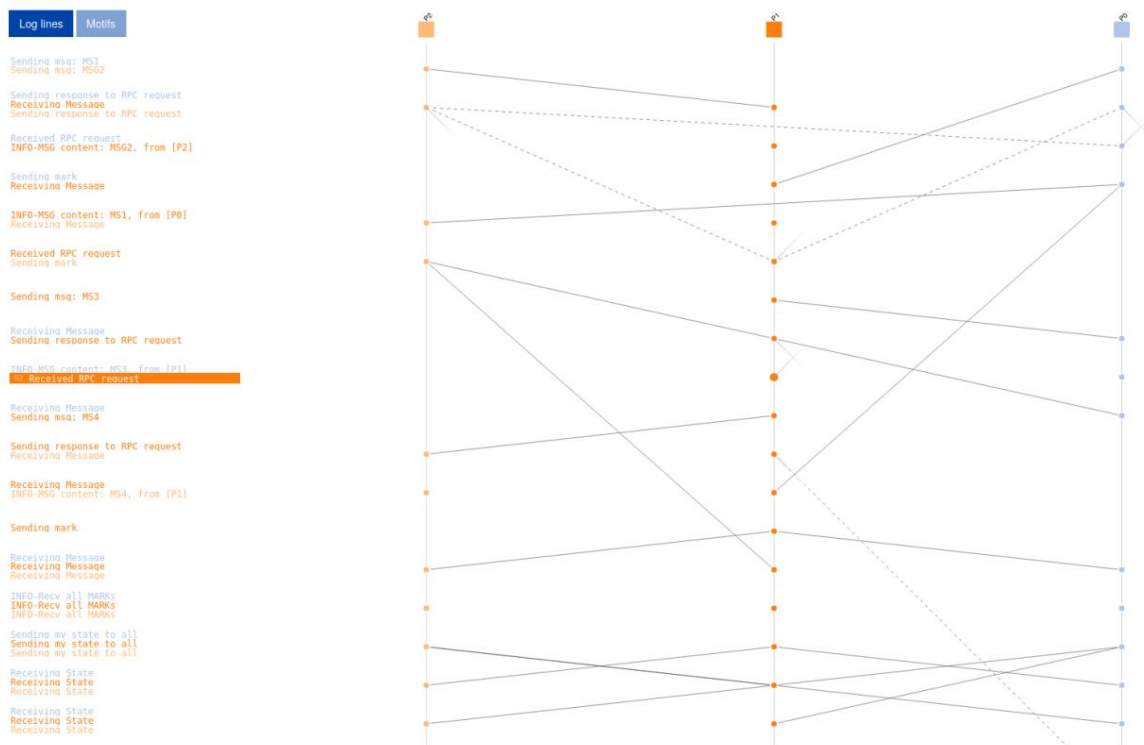 Log lines Motifs
P2 P1 P0
Sending msg: MS1
Sending msg: MSG2
Sending response to RPC request
Receiving Message
Sending response to RPC request
Received RPC request
INFO-MSG content: MSG2, from [P2]
Sending mark
Receiving Message
INFO-MSG content: MS1, from [P0]
Receiving Message
Received RPC request
Sending mark
Sending msg: MS3
Receiving Message
Sending response to RPC request
INFO-MSG content: MS3, from [P1]
Received RPC request
Receiving Message
Sending msg: MS4
Sending response to RPC request
Receiving Message
Receiving Message
INFO-MSG content: MS4, from [P1]
Sending mark
Receiving Message
Receiving Message
Receiving Message
INFO-Recv all MARKs
INFO-Recv all MARKs
INFO-Recv all MARKs
Sending my state to all
Sending my state to all
Sending my state to all
Receiving State
Receiving State
Receiving State
Receiving State
Receiving State
Receiving State